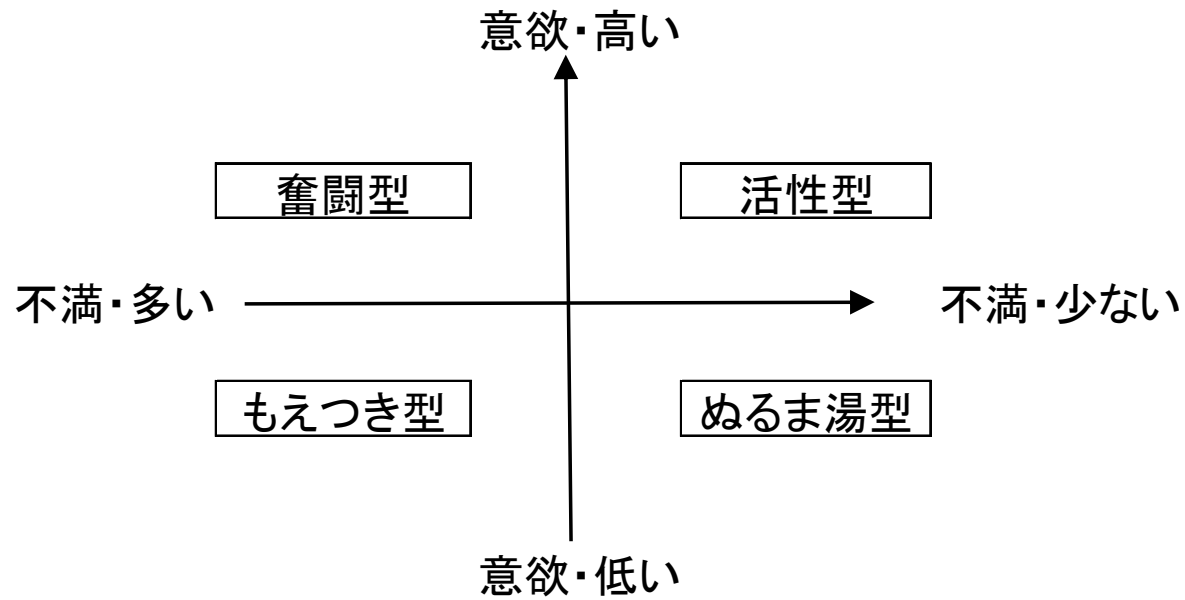 意欲・高い
奮闘型
活性型
不満・多い
不満・少ない
もえつき型
ぬるま湯型
意欲・低い